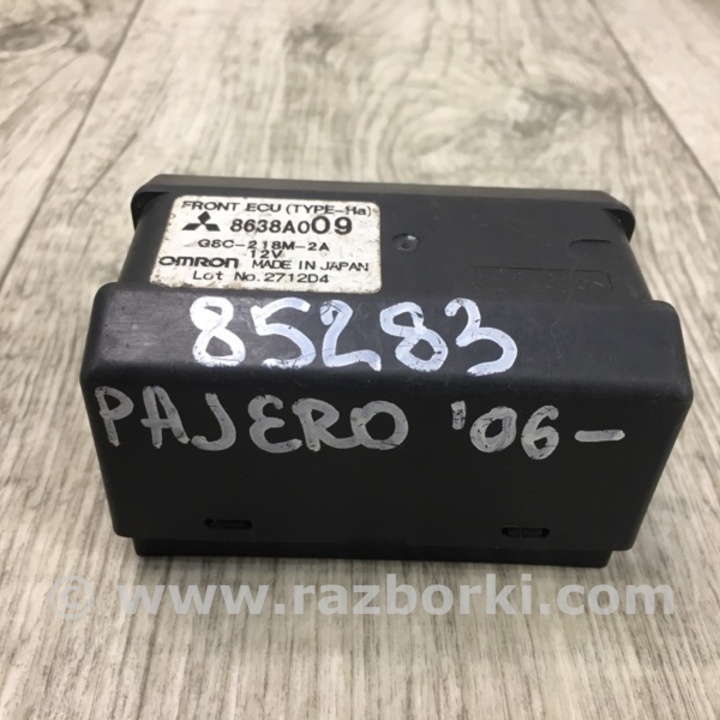 FRONT ECU (TYPE-Ha)
8638A009
G8C-218M-2A
12V
OMRON MADE IN JAPAN
Lot No.2712D4
85283
PAJERO '06-
© www.razborki.com